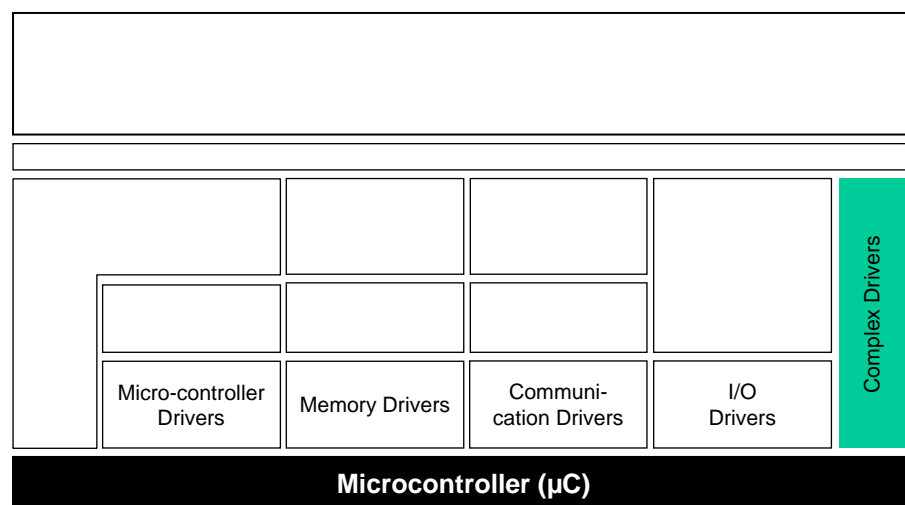 Complex Drivers
Micro-controller
Drivers
Memory Drivers
Communi-
cation Drivers
I/O
Drivers
Microcontroller (µC)